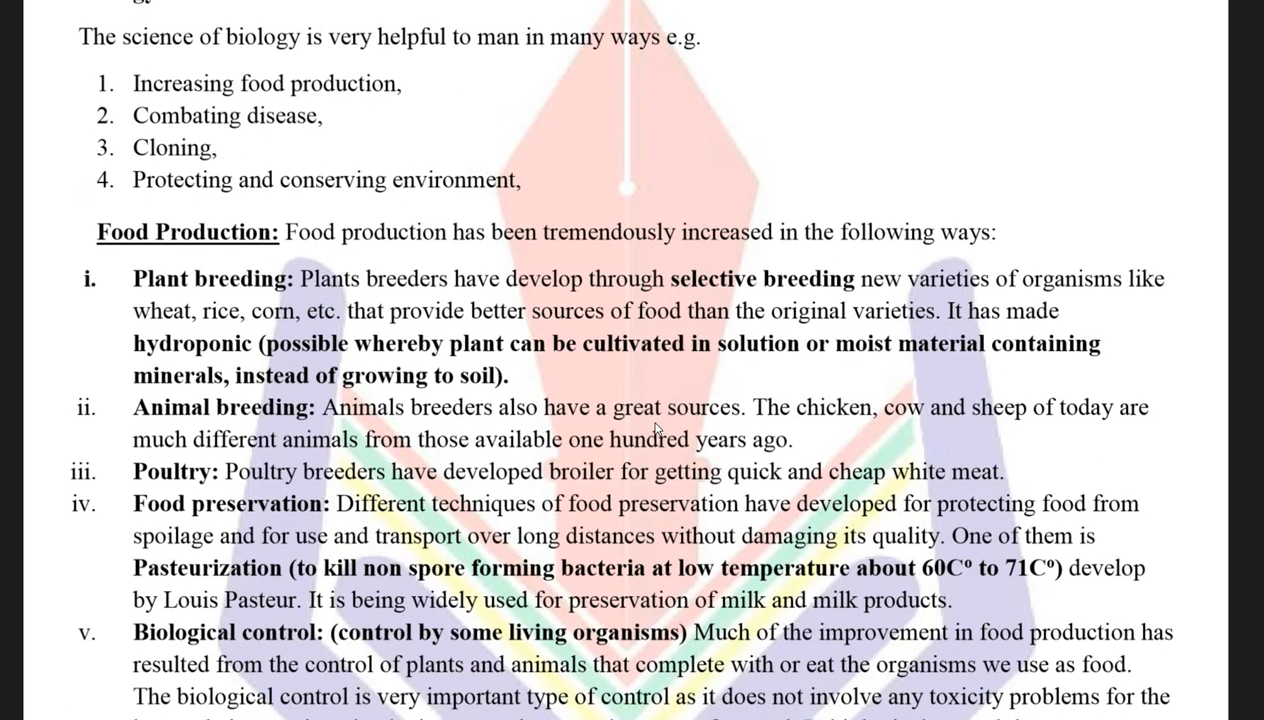 The science of biology is very helpful to man in many ways e.g.
1. Increasing food production,
2. Combating disease,
3. Cloning,
4. Protecting and conserving environment,
Food Production: Food production has been tremendously increased in the following ways:
i. Plant breeding: Plants breeders have develop through selective breeding new varieties of organisms like
wheat, rice, corn, etc. that provide better sources of food than the original varieties. It has made
hydroponic (possible whereby plant can be cultivated in solution or moist material containing
minerals, instead of growing to soil).
ii. Animal breeding: Animals breeders also have a great sources. The chicken, cow and sheep of today are
much different animals from those available one hundred years ago.
iii. Poultry: Poultry breeders have developed broiler for getting quick and cheap white meat.
iv. Food preservation: Different techniques of food preservation have developed for protecting food from
spoilage and for use and transport over long distances without damaging its quality. One of them is
Pasteurization (to kill non spore forming bacteria at low temperature about 60Cº to 71Cº) develop
by Louis Pasteur. It is being widely used for preservation of milk and milk products.
v. Biological control: (control by some living organisms) Much of the improvement in food production has
resulted from the control of plants and animals that complete with or eat the organisms we use as food.
The biological control is very important type of control as it does not involve any toxicity problems for the